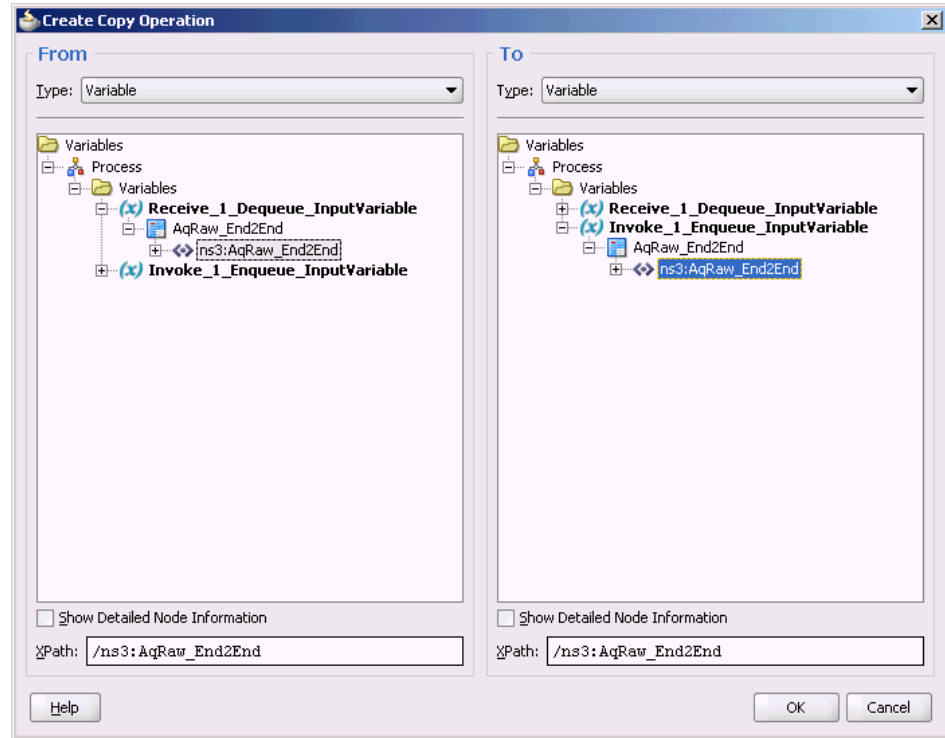 Create Copy Operation
From
Type: Variable
Variables
Process
Variables
Receive_1_Dequeue_InputVariable
AqRaw_End2End
ns3:AqRaw_End2End
Invoke_1_Enqueue_InputVariable
Show Detailed Node Information
XPath: /ns3:AqRaw_End2End
To
Type: Variable
Variables
Process
Variables
Receive_1_Dequeue_InputVariable
Invoke_1_Enqueue_InputVariable
AqRaw_End2End
ns3:AqRaw_End2End
Show Detailed Node Information
XPath: /ns3:AqRaw_End2End
Help
OK
Cancel